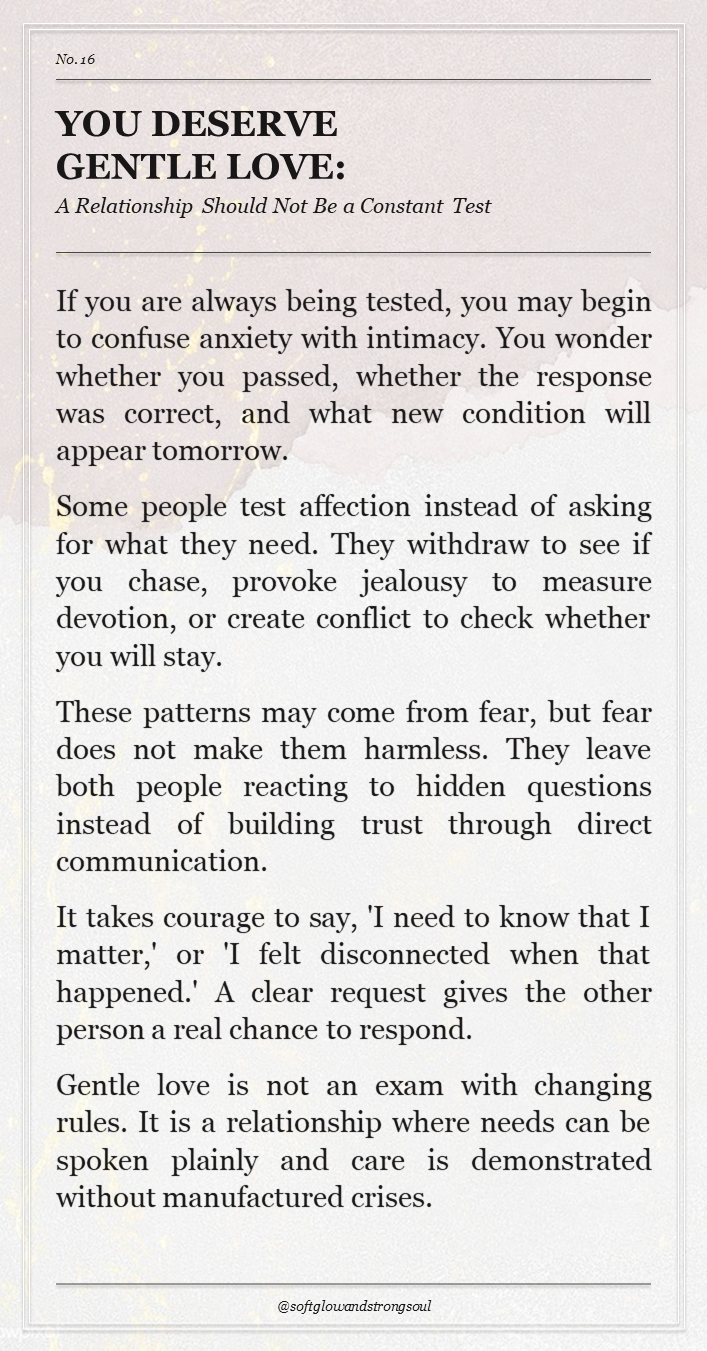 No. 16
YOU DESERVE
GENTLE LOVE:
A Relationship Should Not Be a Constant Test
If you are always being tested, you may begin
to confuse anxiety with intimacy. You wonder
whether you passed, whether the response
was correct, and what new condition will
appear tomorrow.
Some people test affection instead of asking
for what they need. They withdraw to see if
you chase, provoke jealousy to measure
devotion, or create conflict to check whether
you will stay.
These patterns may come from fear, but fear
does not make them harmless. They leave
both people reacting to hidden questions
instead of building trust through direct
communication.
It takes courage to say, 'I need to know that I
matter,' or 'I felt disconnected when that
happened.' A clear request gives the other
person a real chance to respond.
Gentle love is not an exam with changing
rules. It is a relationship where needs can be
spoken plainly and care is demonstrated
without manufactured crises.
@softglowandstrongsoul